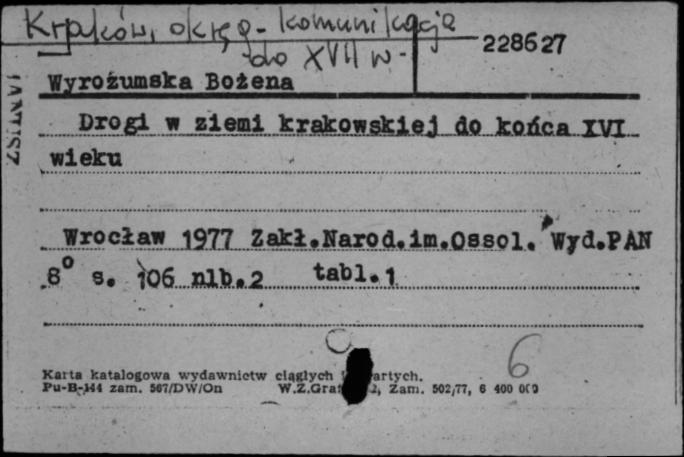 Kraków, okręg - komunikacja
do XVII w.
228627
Wyrozumska Bożena
JANTUSZ
Drogi w ziemi krakowskiej do końca XVI
wieku
Wrocław 1977 Zakł.Narod.im.Ossol. Wyd.PAN
8° s. 106 nlb.2 tabl.1
6
Karta katalogowa wydawnictw ciągłych
Pu-B-144 zam. 567/DW/On W.Z.Graf Zam. 502/77, 6 400 000